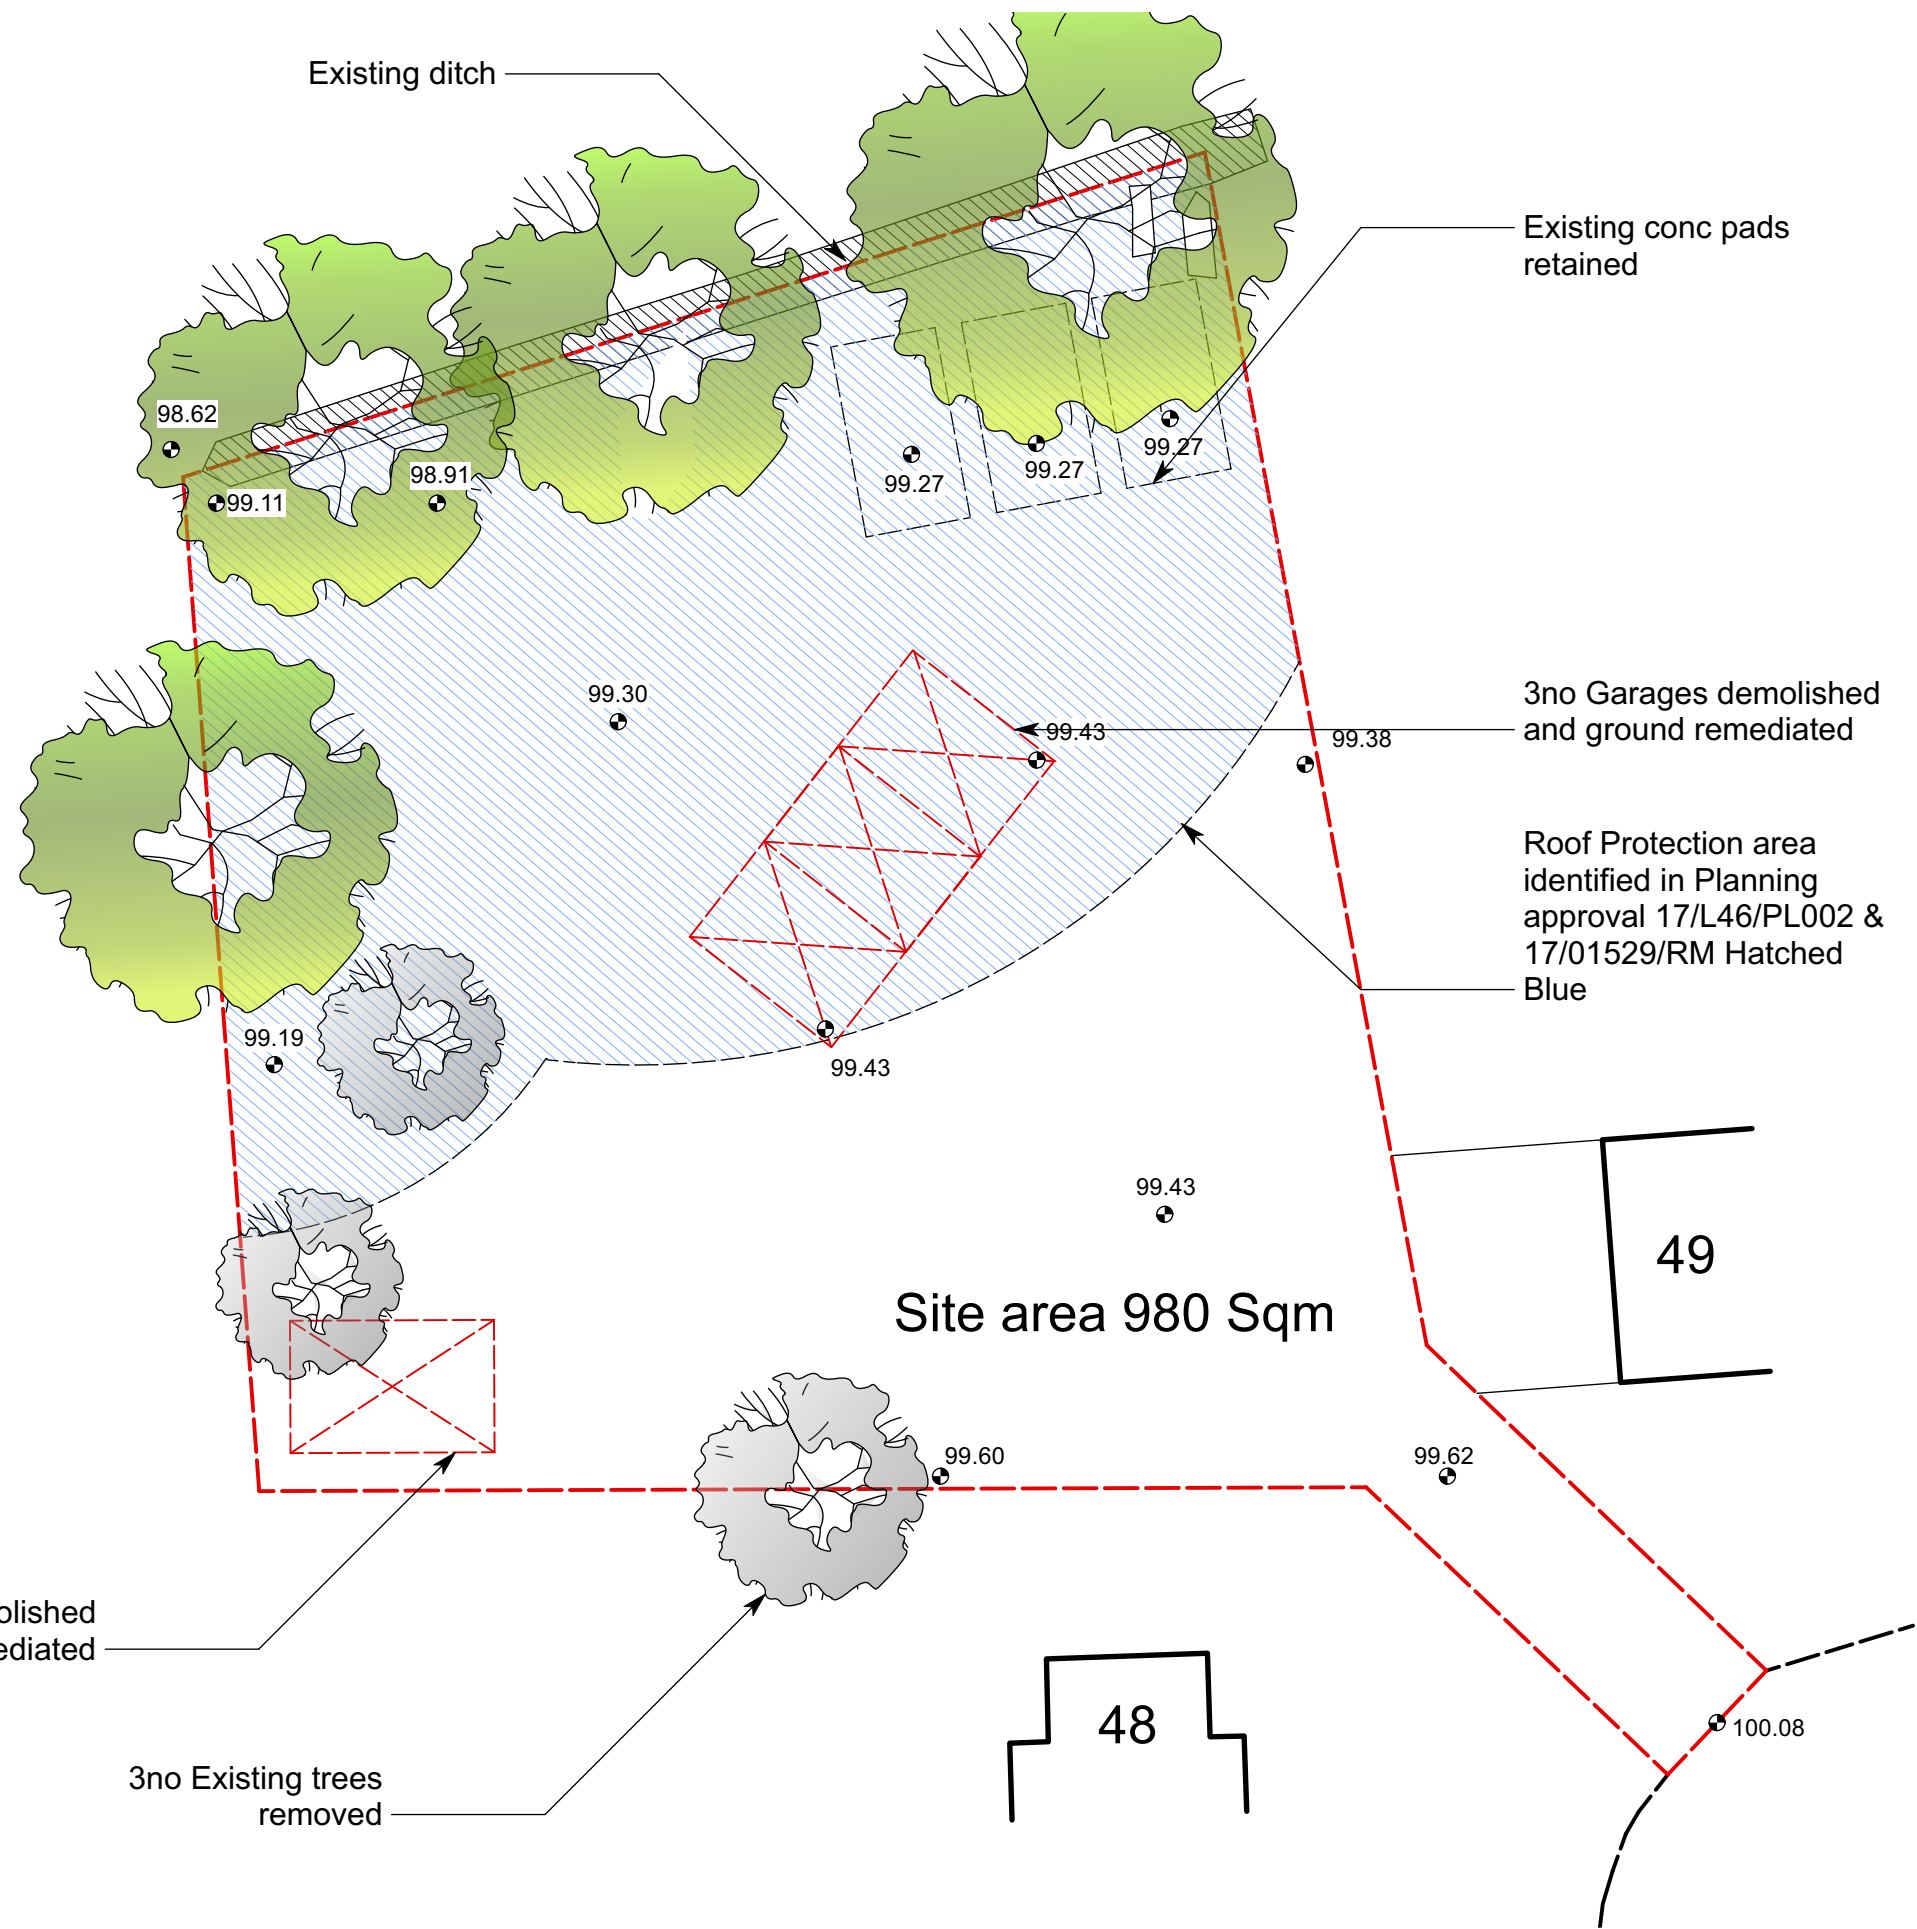 Existing ditch
Existing conc pads
retained
98.62
99.11
98.91
99.27
99.27
99.27
99.30
99.43
99.38
3no Garages demolished
and ground remediated
Roof Protection area
identified in Planning
approval 17/L46/PL002 &
17/01529/RM Hatched
Blue
99.19
99.43
99.43
49
Site area 980 Sqm
99.60
99.62
olished
ediated
48
100.08
3no Existing trees
removed